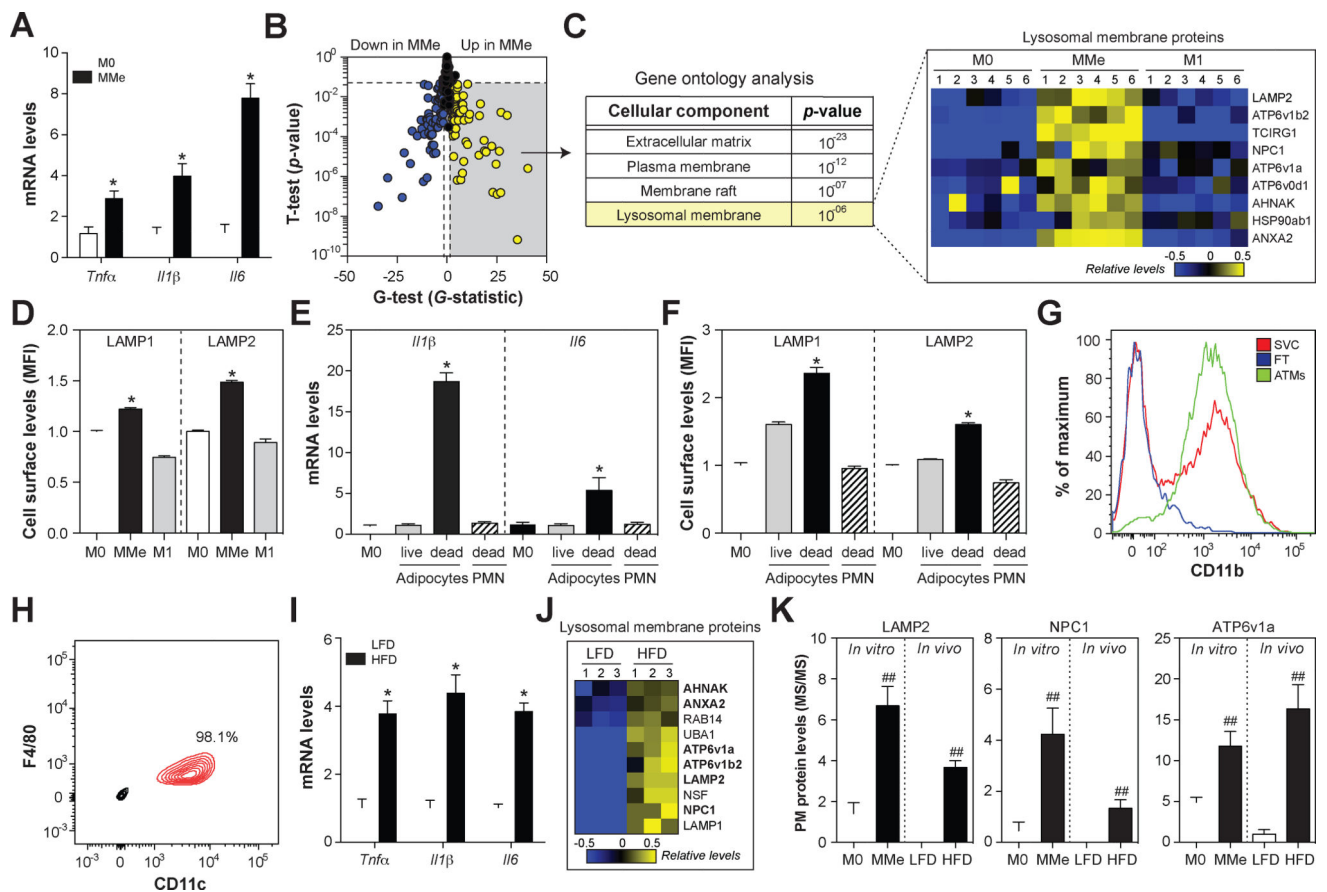 A
M0
MMe
mRNA levels
8
6
4
2
0
*
*
*
Tnfα
Il1β
Il6
B
Down in MMe
Up in MMe
T-test (p-value)
10^0
10^-2
10^-4
10^-6
10^-8
10^-10
-50
-25
0
25
50
G-test (G-statistic)
C
Gene ontology analysis
Cellular component p-value
Extracellular matrix 10^-23
Plasma membrane 10^-12
Membrane raft 10^-07
Lysosomal membrane 10^-06
Lysosomal membrane proteins
M0 MMe M1
1 2 3 4 5 6 1 2 3 4 5 6 1 2 3 4 5 6
LAMP2
ATP6v1b2
TCIRG1
NPC1
ATP6v1a
ATP6v0d1
AHNAK
HSP90ab1
ANXA2
-0.5 0 0.5
Relative levels
D
LAMP1 LAMP2
Cell surface levels (MFI)
2.0
1.5
1.0
0.5
0.0
*
*
M0 MMe M1 M0 MMe M1
E
Il1β Il6
mRNA levels
25
20
15
10
5
0
*
*
M0 live dead dead M0 live dead dead
Adipocytes PMN Adipocytes PMN
F
LAMP1 LAMP2
Cell surface levels (MFI)
3
2
1
0
*
*
M0 live dead dead M0 live dead dead
Adipocytes PMN Adipocytes PMN
G
SVC
FT
ATMs
% of maximum
100
80
60
40
20
0
0 10^2 10^3 10^4 10^5
CD11b
H
F4/80
10^5
10^4
10^3
0
-10^3
98.1%
-10^3 0 10^3 10^4 10^5
CD11c
I
LFD
HFD
mRNA levels
6
4
2
0
*
*
*
Tnfα
Il1β
Il6
J
Lysosomal membrane proteins
LFD HFD
1 2 3 1 2 3
AHNAK
ANXA2
RAB14
UBA1
ATP6v1a
ATP6v1b2
LAMP2
NSF
NPC1
LAMP1
-0.5 0 0.5
Relative levels
K
PM protein levels (MS/MS)
LAMP2
In vitro In vivo
10
8
6
4
2
0
##
##
M0 MMe LFD HFD
NPC1
In vitro In vivo
8
6
4
2
0
##
##
M0 MMe LFD HFD
ATP6v1a
In vitro In vivo
25
20
15
10
5
0
##
##
M0 MMe LFD HFD